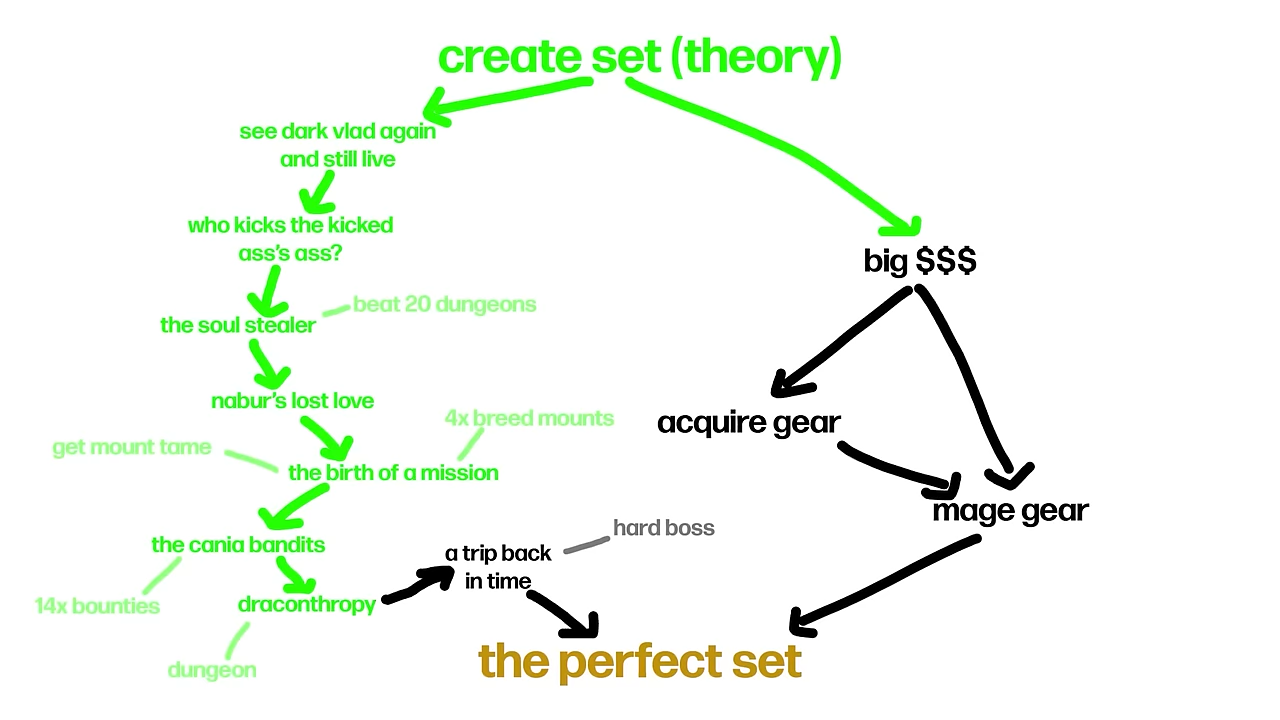 create set (theory)
see dark vlad again
and still live
who kicks the kicked
ass's ass?
beat 20 dungeons
the soul stealer
nabur's lost love
4x breed mounts
get mount tame
the birth of a mission
the cania bandits
14x bounties
draconthropy
dungeon
a trip back
in time
hard boss
big $$$
acquire gear
mage gear
the perfect set